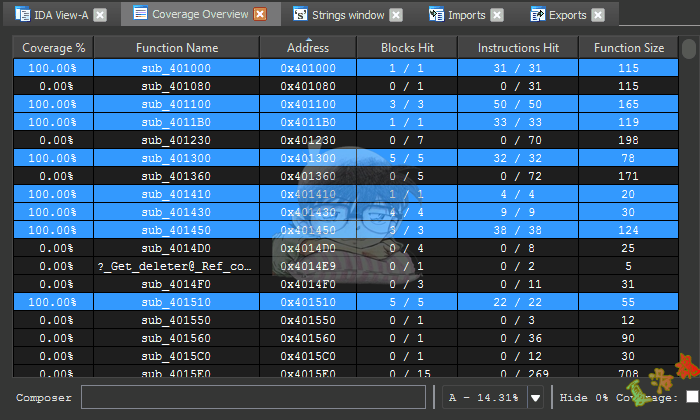 IDA View-A Coverage Overview Strings window Imports Exports
Coverage % Function Name Address Blocks Hit Instructions Hit Function Size
100.00% sub_401000 0x401000 1 / 1 31 / 31 115
0.00% sub_401080 0x401080 0 / 1 0 / 31 115
100.00% sub_401100 0x401100 3 / 3 50 / 50 165
100.00% sub_4011B0 0x4011B0 1 / 1 33 / 33 119
0.00% sub_401230 0x401230 0 / 7 0 / 70 198
100.00% sub_401300 0x401300 5 / 5 32 / 32 78
0.00% sub_401360 0x401360 0 / 5 0 / 72 171
100.00% sub_401410 0x401410 1 / 1 4 / 4 20
100.00% sub_401430 0x401430 4 / 4 9 / 9 30
100.00% sub_401450 0x401450 3 / 3 38 / 38 124
0.00% sub_4014D0 0x4014D0 0 / 4 0 / 8 25
0.00% ?_Get_deleter@_Ref_co… 0x4014E9 0 / 1 0 / 2 5
0.00% sub_4014F0 0x4014F0 0 / 3 0 / 11 31
100.00% sub_401510 0x401510 5 / 5 22 / 22 55
0.00% sub_401550 0x401550 0 / 1 0 / 3 12
0.00% sub_401560 0x401560 0 / 1 0 / 36 90
0.00% sub_4015C0 0x4015C0 0 / 1 0 / 12 30
0.00% sub_4015E0 0x4015E0 0 / 15 0 / 269 708
Composer A - 14.31% Hide 0% Coverage: